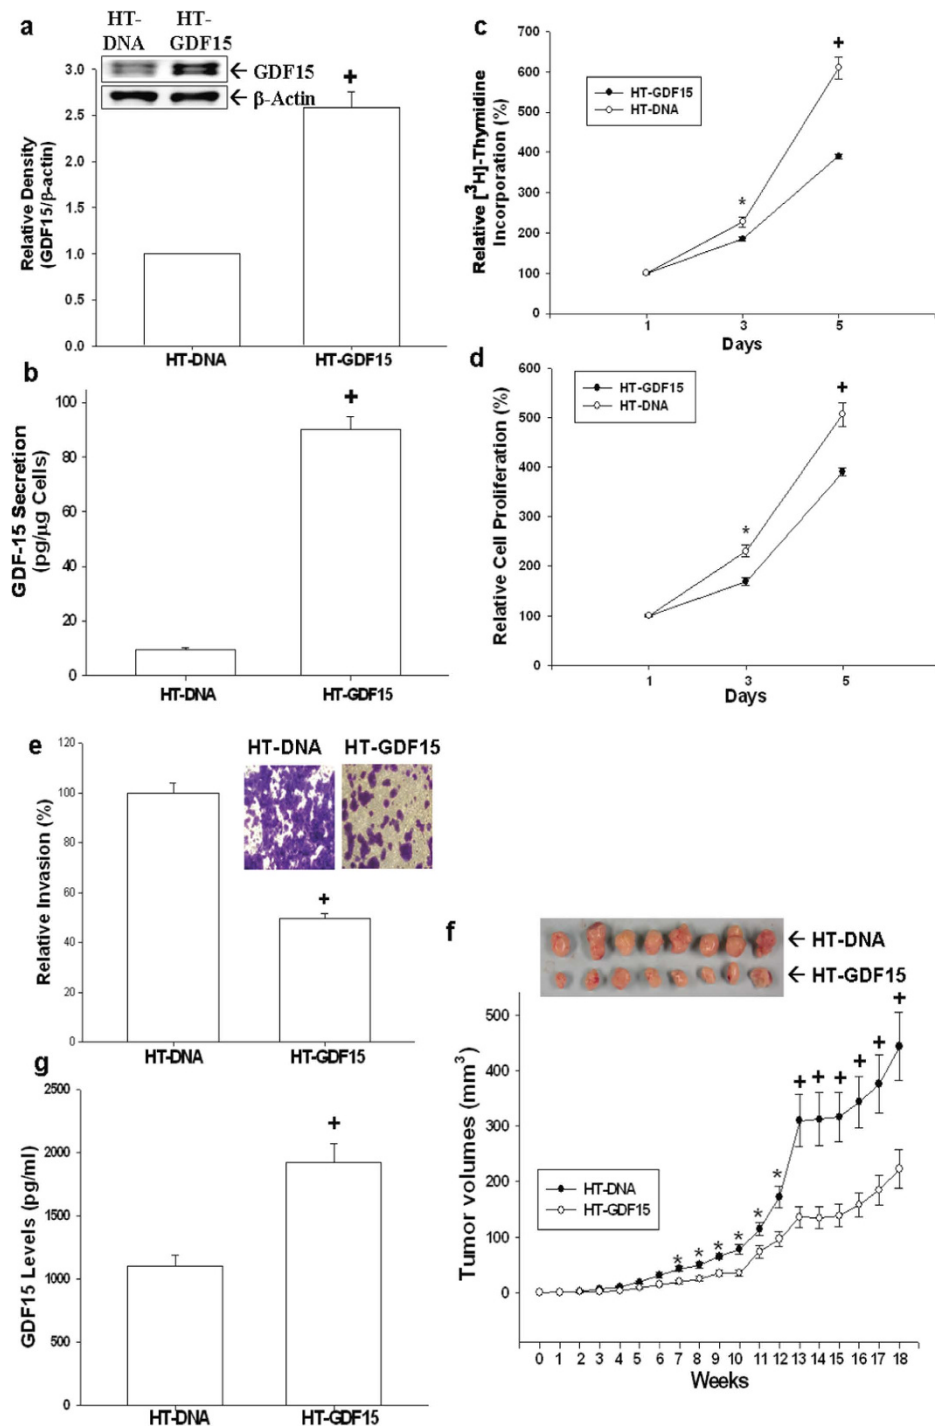 a
HT-DNA
HT-GDF15
← GDF15
← β-Actin
Relative Density
(GDF15/β-actin)
3.0
2.5
2.0
1.5
1.0
0.5
0.0
+
HT-DNA
HT-GDF15
b
GDF-15 Secretion
(pg/μg Cells)
100
80
60
40
20
0
+
HT-DNA
HT-GDF15
c
Relative [³H]-Thymidine
Incorporation (%)
700
600
500
400
300
200
100
0
HT-GDF15
HT-DNA
*
+
1
3
5
Days
d
Relative Cell Proliferation (%)
600
500
400
300
200
100
0
HT-GDF15
HT-DNA
*
+
1
3
5
Days
e
Relative Invasion (%)
120
100
80
60
40
20
0
HT-DNA
HT-GDF15
+
HT-DNA
HT-GDF15
f
← HT-DNA
← HT-GDF15
Tumor volumes (mm³)
500
400
300
200
100
0
HT-DNA
HT-GDF15
* * * * * * + + + + + +
0 1 2 3 4 5 6 7 8 9 10 11 12 13 14 15 16 17 18
Weeks
g
GDF15 Levels (pg/ml)
2500
2000
1500
1000
500
0
+
HT-DNA
HT-GDF15